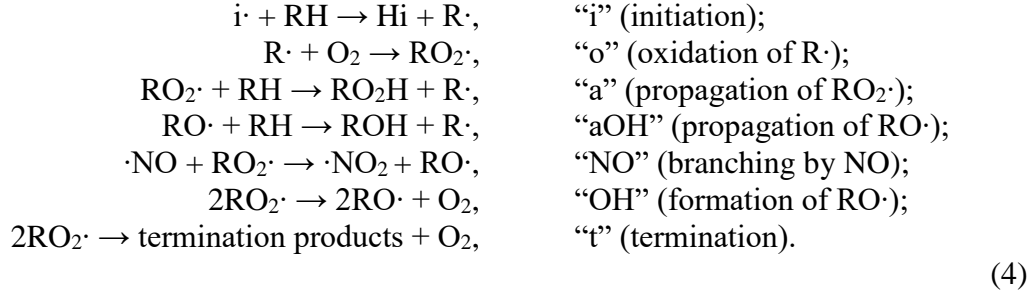 i· + RH → Hi + R·, “i” (initiation);
R· + O₂ → RO₂·, “o” (oxidation of R·);
RO₂· + RH → RO₂H + R·, “a” (propagation of RO₂·);
RO· + RH → ROH + R·, “aOH” (propagation of RO·);
·NO + RO₂· → ·NO₂ + RO·, “NO” (branching by NO);
2RO₂· → 2RO· + O₂, “OH” (formation of RO·);
2RO₂· → termination products + O₂, “t” (termination).
(4)